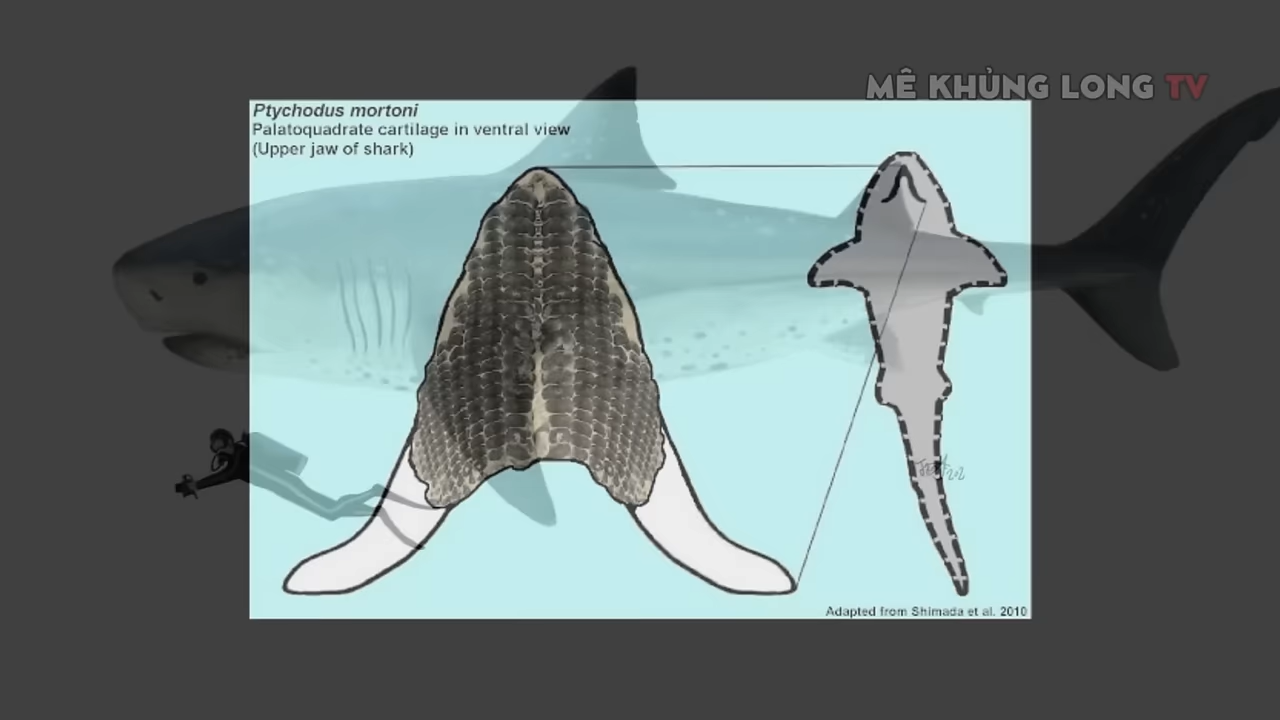 MÊ KHỦNG LONG TV
Ptychodus mortoni
Palatoquadrate cartilage in ventral view
(Upper jaw of shark)
Adapted from Shimada et al. 2010